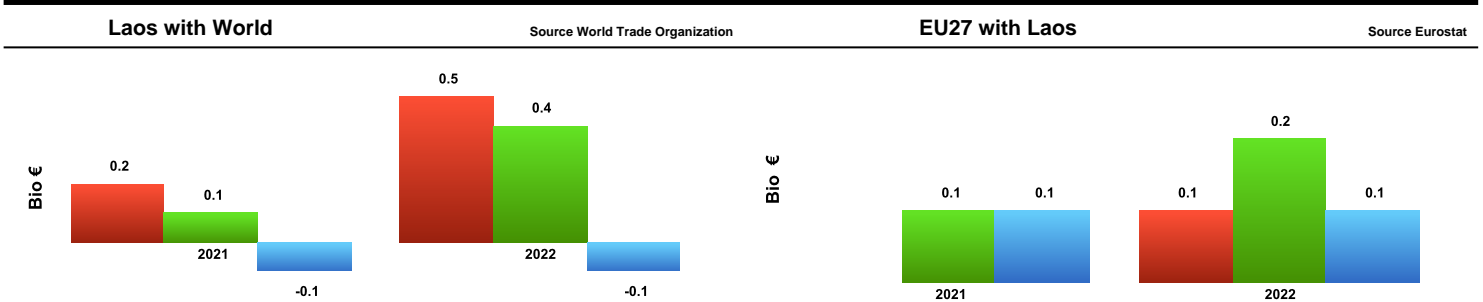 Laos with World
Source World Trade Organization
Bio €
0.2
0.1
-0.1
2021
0.5
0.4
-0.1
2022
EU27 with Laos
Source Eurostat
Bio €
0.1
0.1
2021
0.1
0.2
0.1
2022